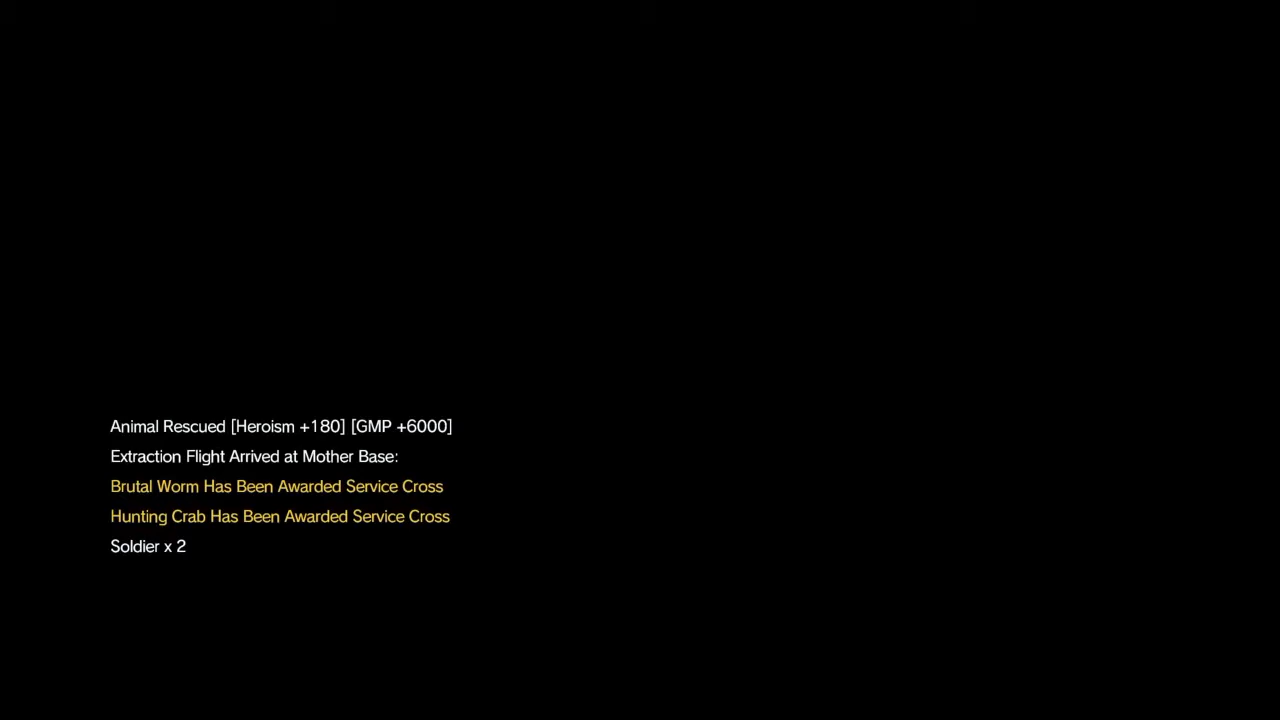 Animal Rescued [Heroism +180] [GMP +6000]
Extraction Flight Arrived at Mother Base:
Brutal Worm Has Been Awarded Service Cross
Hunting Crab Has Been Awarded Service Cross
Soldier x 2